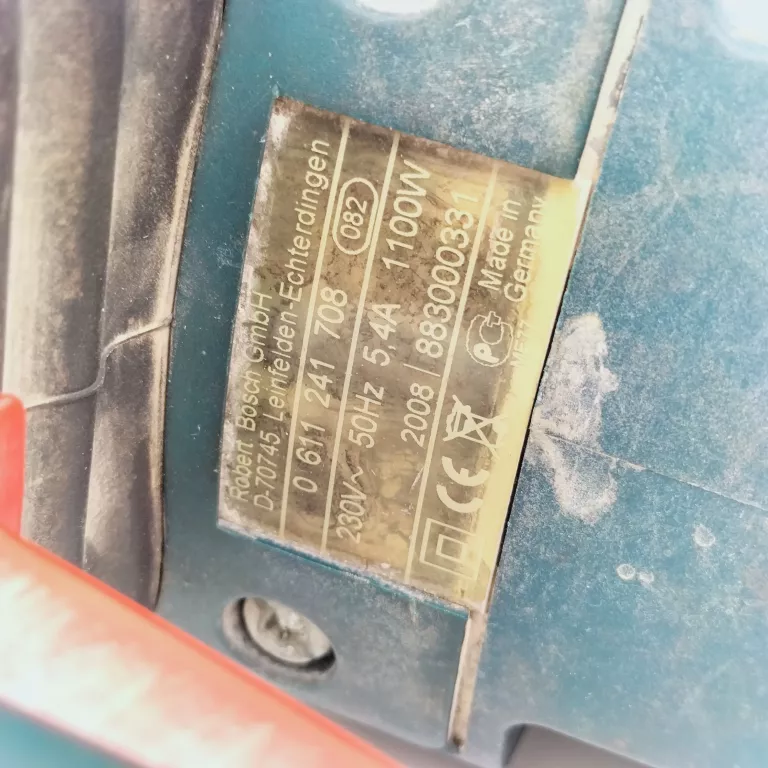 Robert Bosch GmbH
D-70745 Leinfelden-Echterdingen
0 611 241 708 082
230V~ 50Hz 5,4A 1100W
2008 | 883000331
CE
Made in
Germany